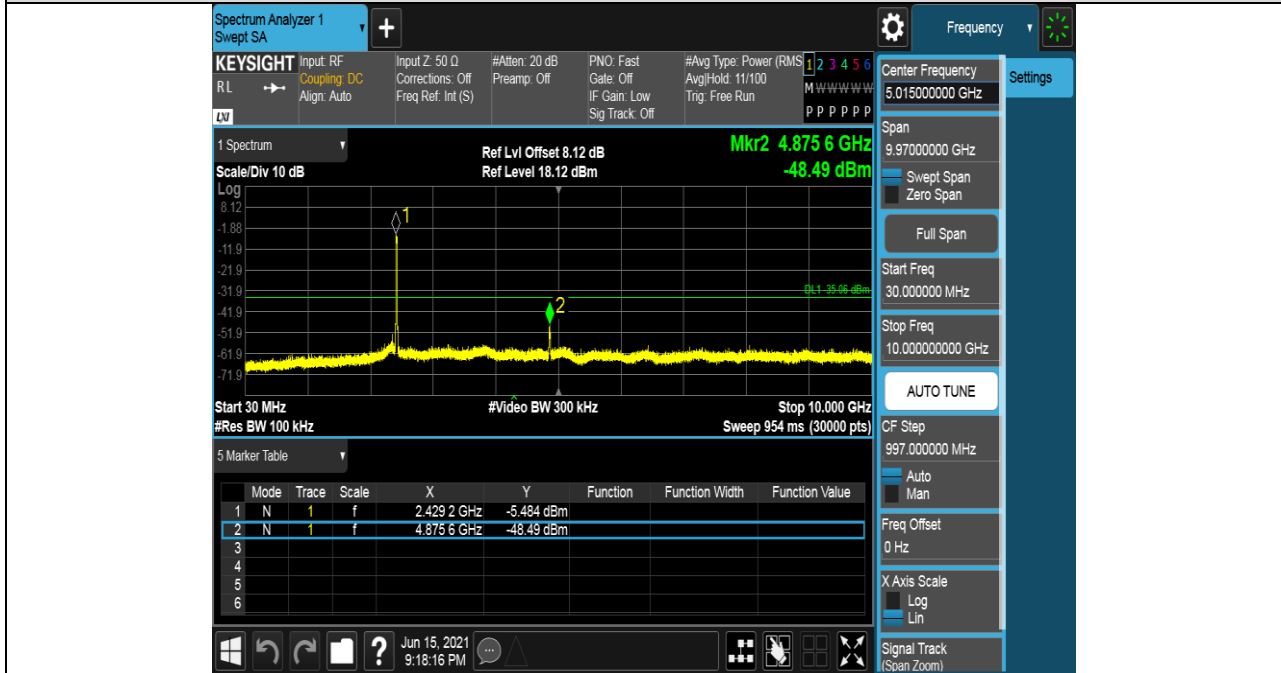 Spectrum Analyzer 1
Swept SA
+
Frequency
KEYSIGHT
RL
LXI
Input: RF
Coupling: DC
Align: Auto
Input Z: 50 Ω
Corrections: Off
Freq Ref: Int (S)
#Atten: 20 dB
Preamp: Off
PNO: Fast
Gate: Off
IF Gain: Low
Sig Track: Off
#Avg Type: Power (RMS
Avg|Hold: 11/100
Trig: Free Run
1 2 3 4 5 6
M W W W W W
P P P P P P
1 Spectrum
Scale/Div 10 dB
Ref Lvl Offset 8.12 dB
Ref Level 18.12 dBm
Mkr2 4.875 6 GHz
-48.49 dBm
Log
8.12
-1.88
-11.9
-21.9
-31.9
-41.9
-51.9
-61.9
-71.9
1
2
DL1 -35.06 dBm
Start 30 MHz
#Video BW 300 kHz
Stop 10.000 GHz
#Res BW 100 kHz
Sweep 954 ms (30000 pts)
5 Marker Table
Mode Trace Scale X Y Function Function Width Function Value
1 N 1 f 2.429 2 GHz -5.484 dBm
2 N 1 f 4.875 6 GHz -48.49 dBm
3
4
5
6
?
Jun 15, 2021
9:18:16 PM
Center Frequency
5.015000000 GHz
Settings
Span
9.97000000 GHz
Swept Span
Zero Span
Full Span
Start Freq
30.000000 MHz
Stop Freq
10.000000000 GHz
AUTO TUNE
CF Step
997.000000 MHz
Auto
Man
Freq Offset
0 Hz
X Axis Scale
Log
Lin
Signal Track
(Span Zoom)